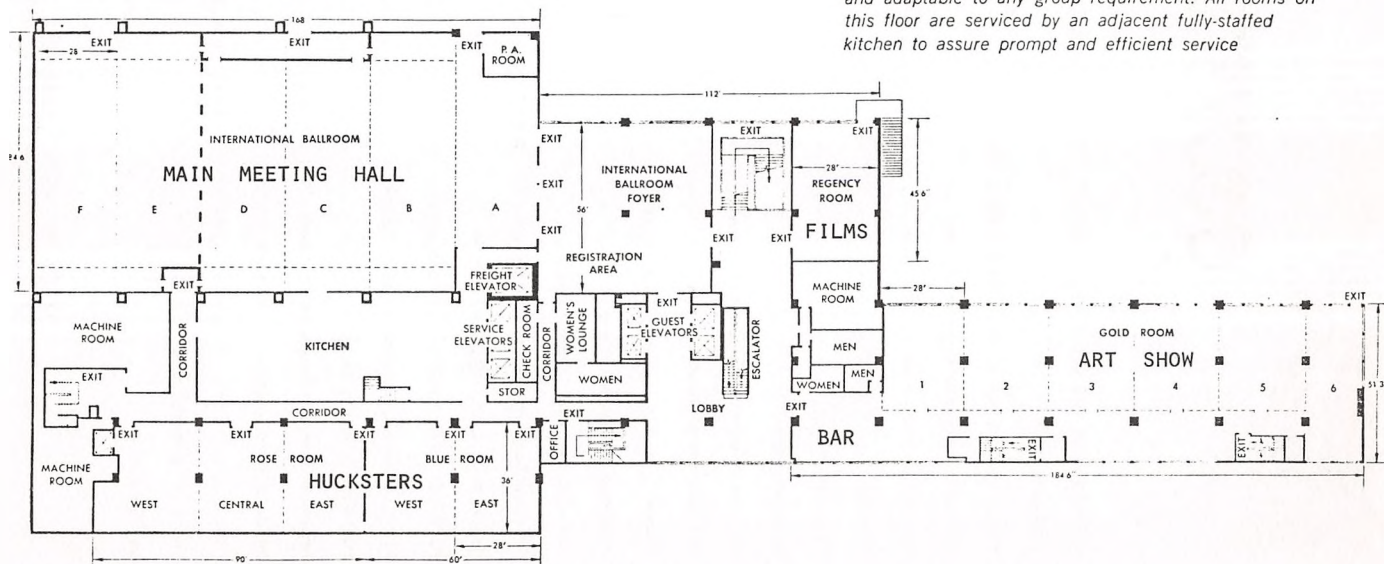 and adaptable to any group requirement. All rooms on
this floor are serviced by an adjacent fully-staffed
kitchen to assure prompt and efficient service
168
EXIT
EXIT
EXIT
P. A.
ROOM
28
112'
INTERNATIONAL BALLROOM
MAIN MEETING HALL
F
E
D
C
B
A
EXIT
EXIT
EXIT
56'
INTERNATIONAL
BALLROOM
FOYER
REGISTRATION
AREA
EXIT
EXIT
28'
REGENCY
ROOM
45'6"
EXIT
EXIT
FILMS
EXIT
FREIGHT
ELEVATOR
MACHINE
ROOM
28'
EXIT
MACHINE
ROOM
CORRIDOR
KITCHEN
SERVICE
ELEVATORS
CHECK ROOM
CORRIDOR
WOMEN'S
LOUNGE
EXIT
GUEST
ELEVATORS
ESCALATOR
GOLD ROOM
ART SHOW
MEN
WOMEN
MEN
WOMEN
STOR
1
2
3
4
5
6
51'3"
EXIT
CORRIDOR
EXIT
LOBBY
EXIT
BAR
EXIT
EXIT
EXIT
EXIT
EXIT
EXIT
EXIT
OFFICE
MACHINE
ROOM
ROSE ROOM
BLUE ROOM
HUCKSTERS
36'
WEST
CENTRAL
EAST
WEST
EAST
184'6"
28'
90'
60'